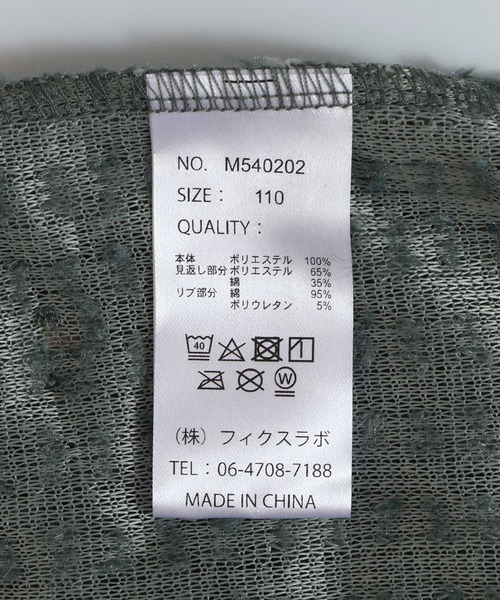 NO. M540202
SIZE : 110
QUALITY :
本体 ポリエステル 100%
見返し部分 ポリエステル 65%
綿 35%
リブ部分 綿 95%
ポリウレタン 5%
40
W
(株) フィクスラボ
TEL : 06-4708-7188
MADE IN CHINA